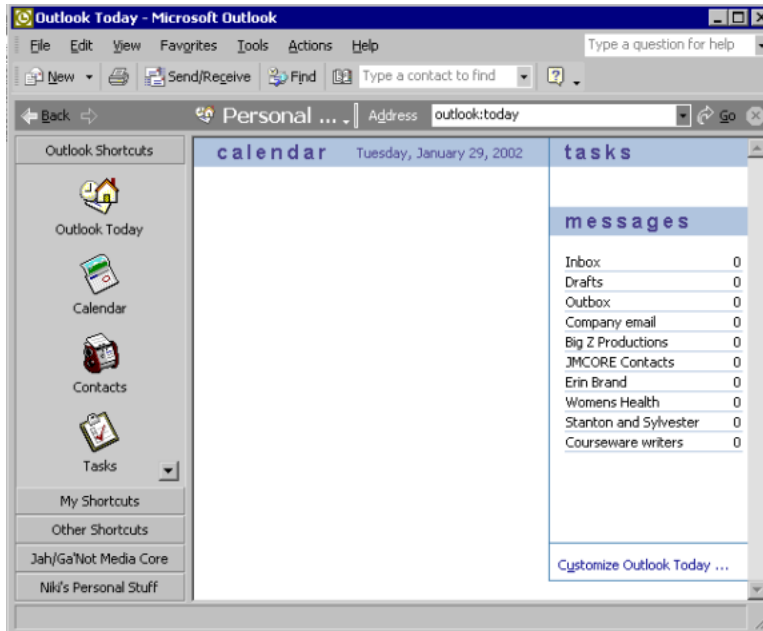 Outlook Today - Microsoft Outlook
File Edit View Favorites Tools Actions Help Type a question for help
New Send/Receive Find Type a contact to find
Back Personal ... Address outlook:today Go
Outlook Shortcuts
Outlook Today
Calendar
Contacts
Tasks
My Shortcuts
Other Shortcuts
Jah/Ga'Not Media Core
Niki's Personal Stuff
calendar Tuesday, January 29, 2002
tasks
messages
Inbox 0
Drafts 0
Outbox 0
Company email 0
Big Z Productions 0
JMCORE Contacts 0
Erin Brand 0
Womens Health 0
Stanton and Sylvester 0
Courseware writers 0
Customize Outlook Today ...